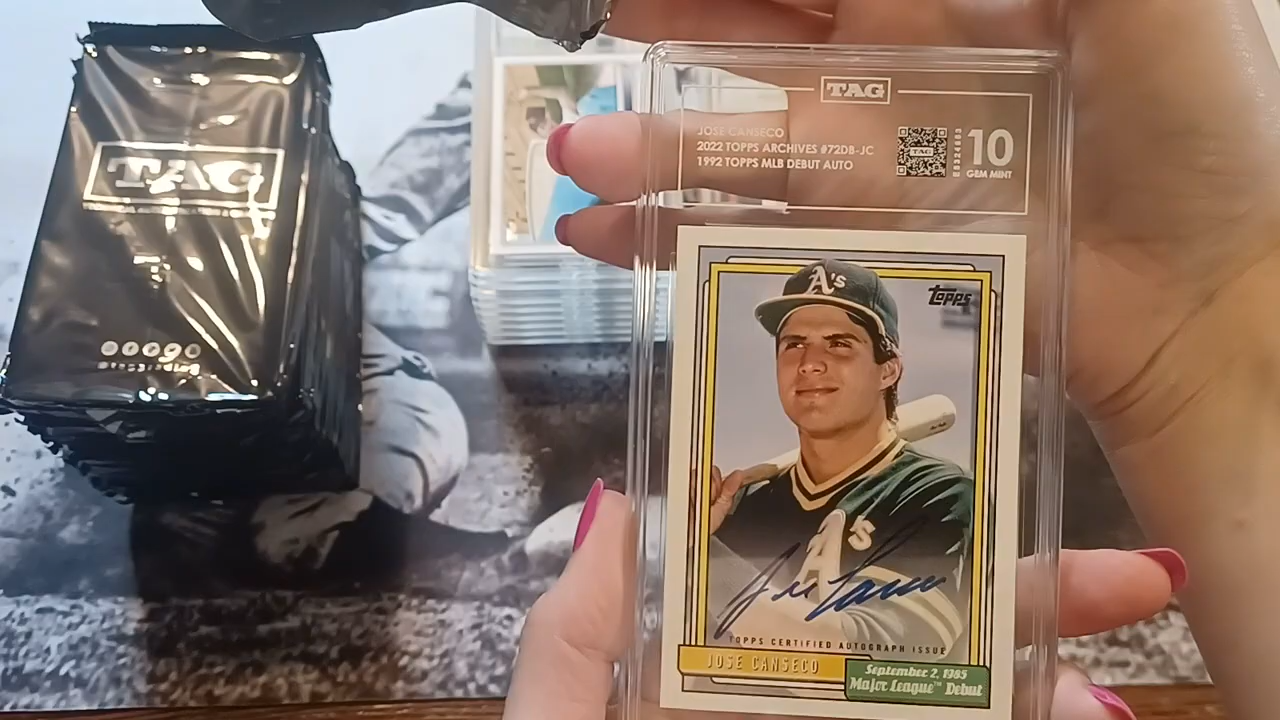 TAG
TAG
JOSE CANSECO
2022 TOPPS ARCHIVES #72DB-JC
1992 TOPPS MLB DEBUT AUTO
TAG
10
GEM MINT
A's
Topps
A's
TOPPS CERTIFIED AUTOGRAPH ISSUE
JOSE CANSECO
September 2, 1985
Major League™ Debut